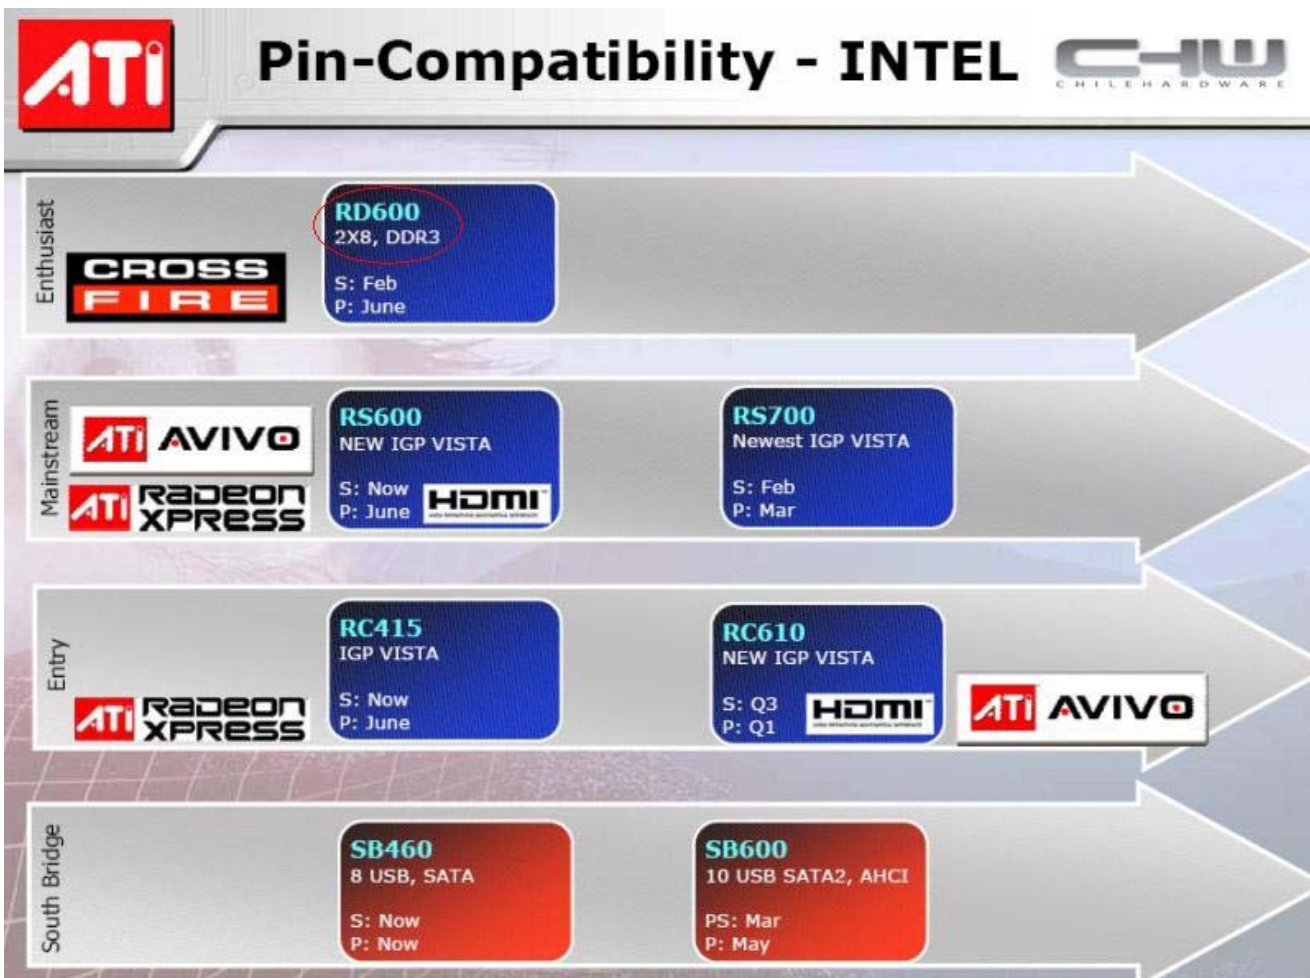 ATI
Pin-Compatibility - INTEL
CHW
CHILEHARDWARE
Enthusiast
CROSS
FIRE
RD600
2X8, DDR3
S: Feb
P: June
Mainstream
ATI AVIVO
ATI RADEON
XPRESS
RS600
NEW IGP VISTA
S: Now
P: June
HDMI
RS700
Newest IGP VISTA
S: Feb
P: Mar
Entry
ATI RADEON
XPRESS
RC415
IGP VISTA
S: Now
P: June
RC610
NEW IGP VISTA
S: Q3
P: Q1
HDMI
ATI AVIVO
South Bridge
SB460
8 USB, SATA
S: Now
P: Now
SB600
10 USB SATA2, AHCI
PS: Mar
P: May